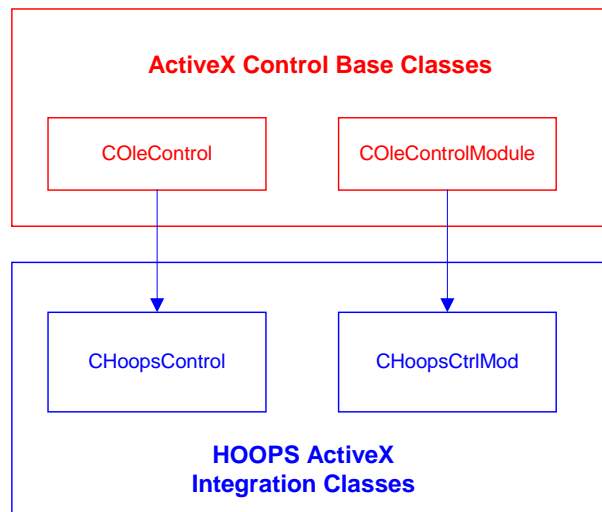 ActiveX Control Base Classes
COleControl
COleControlModule
CHoopsControl
CHoopsCtrlMod
HOOPS ActiveX
Integration Classes